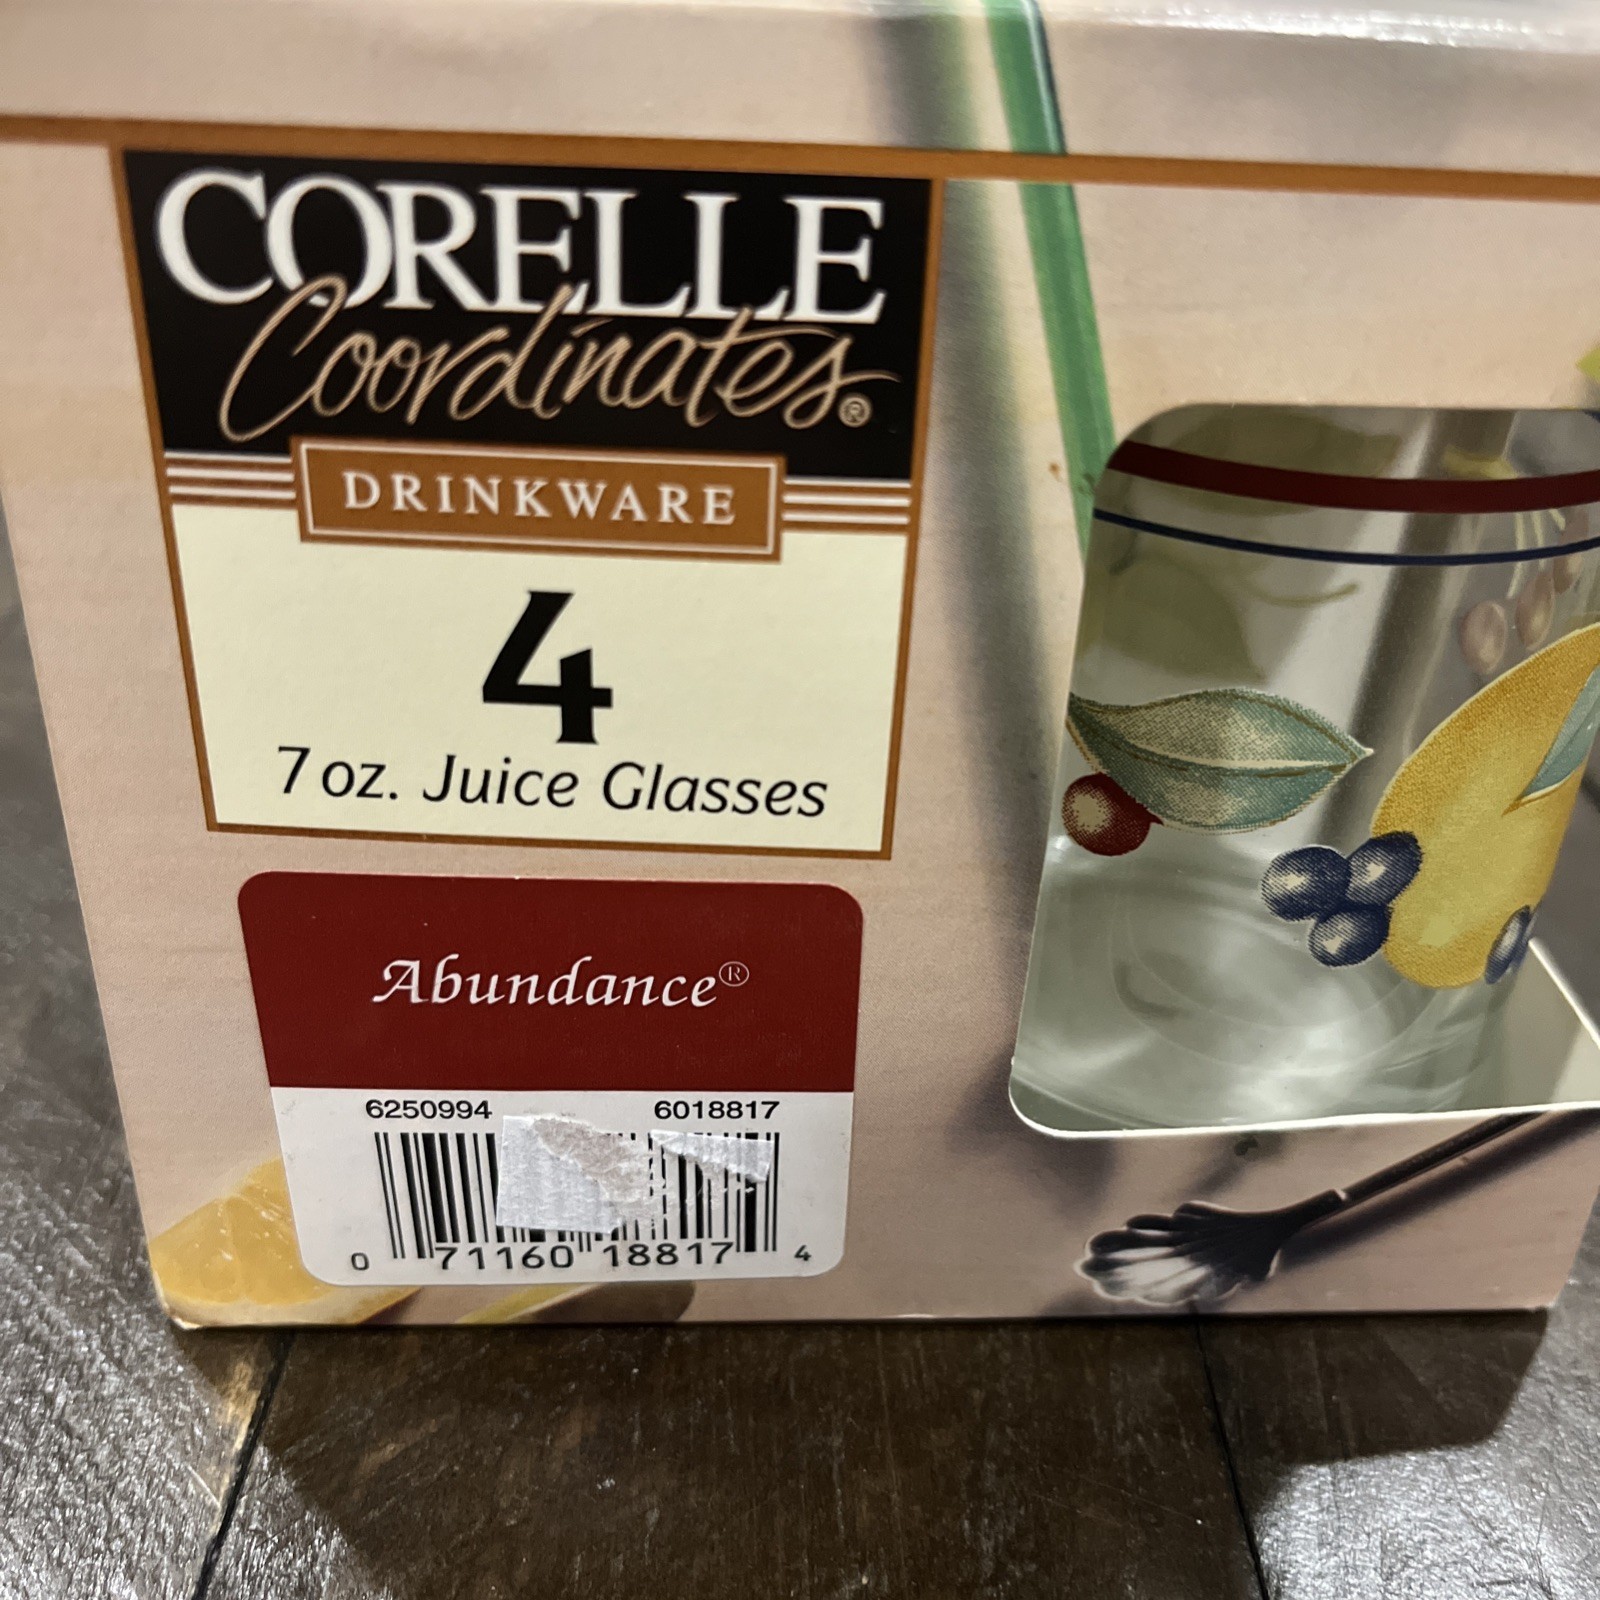 CORELLE
Coordinates®
DRINKWARE
4
7 oz. Juice Glasses
Abundance®
6250994 6018817
0 71160 18817 4